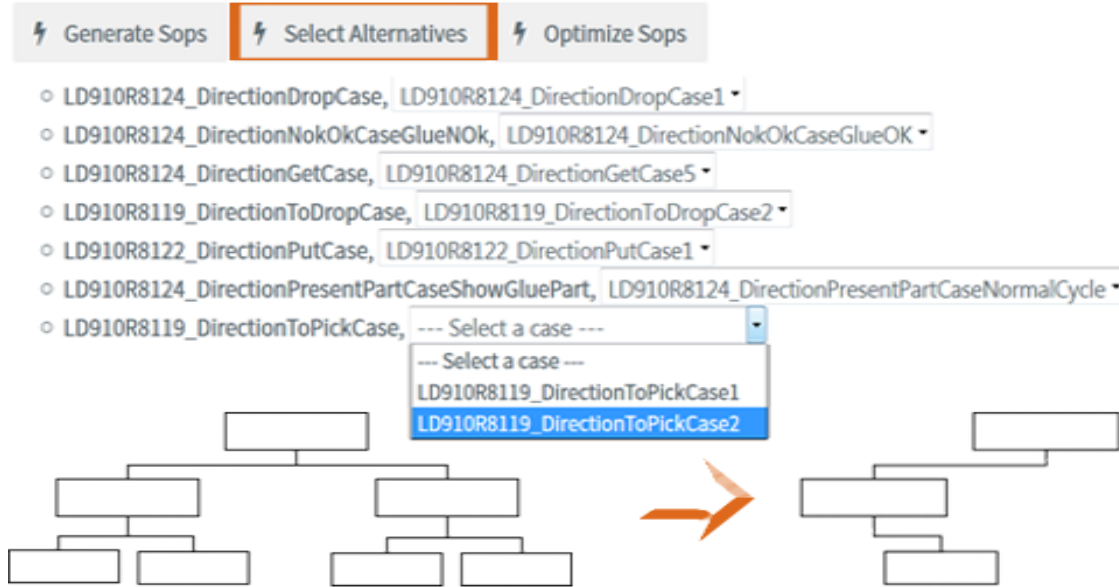 Generate Sops Select Alternatives Optimize Sops
LD910R8124_DirectionDropCase, LD910R8124_DirectionDropCase1
LD910R8124_DirectionNokOkCaseGlueNOk, LD910R8124_DirectionNokOkCaseGlueOK
LD910R8124_DirectionGetCase, LD910R8124_DirectionGetCase5
LD910R8119_DirectionToDropCase, LD910R8119_DirectionToDropCase2
LD910R8122_DirectionPutCase, LD910R8122_DirectionPutCase1
LD910R8124_DirectionPresentPartCaseShowGluePart, LD910R8124_DirectionPresentPartCaseNormalCycle
LD910R8119_DirectionToPickCase, --- Select a case ---
--- Select a case ---
LD910R8119_DirectionToPickCase1
LD910R8119_DirectionToPickCase2